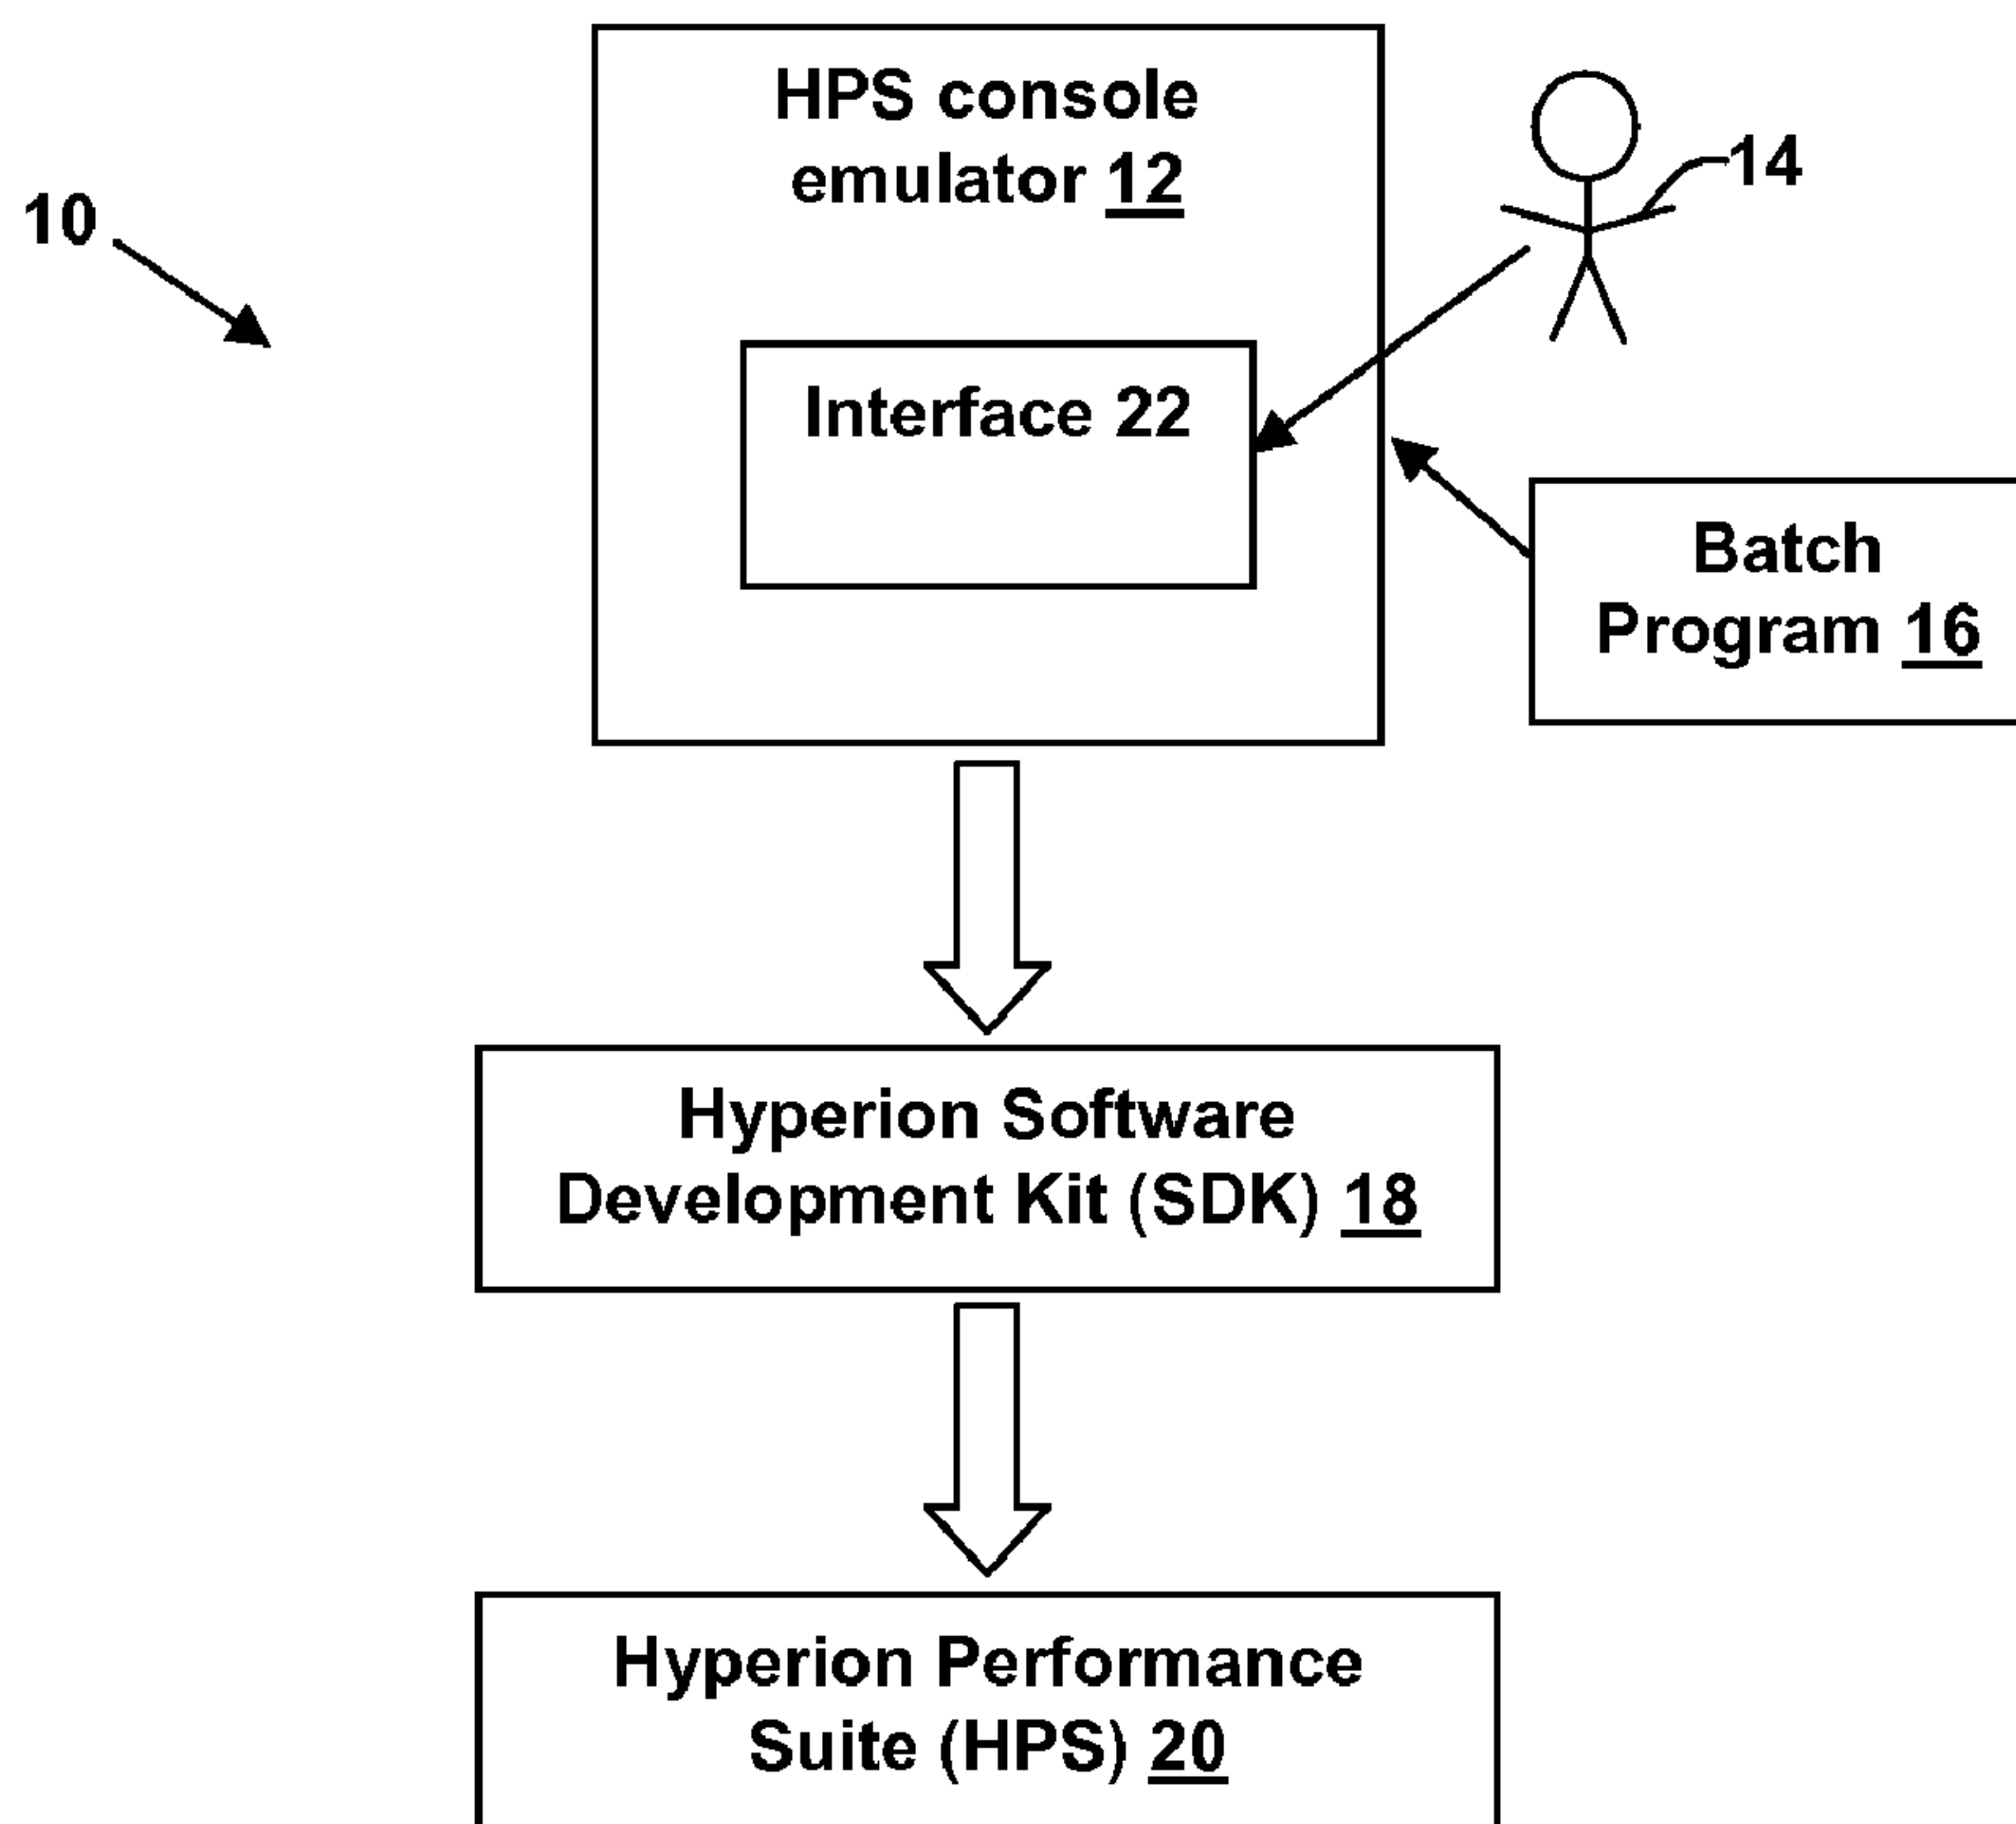 HPS console
emulator 12
14
10
Interface 22
Batch
Program 16
Hyperion Software
Development Kit (SDK) 18
Hyperion Performance
Suite (HPS) 20